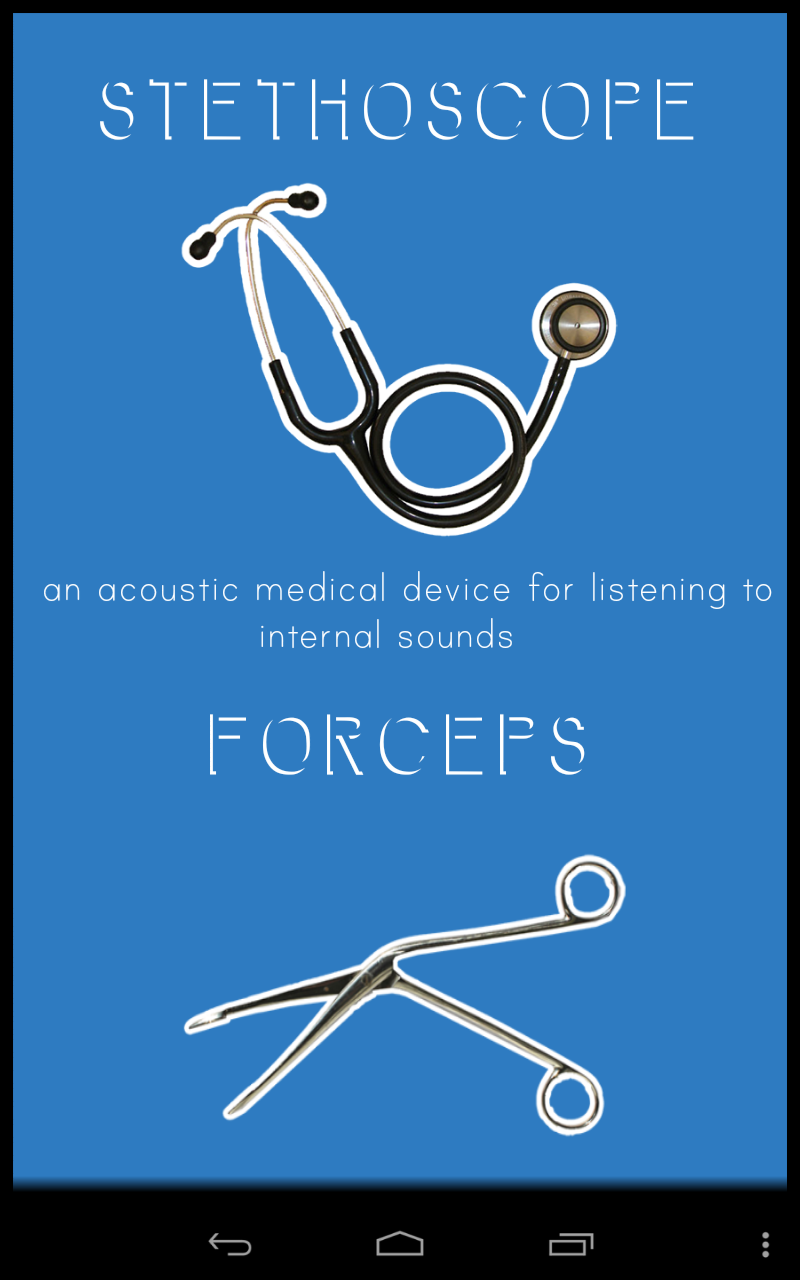 STETHOSCOPE
an acoustic medical device for listening to
internal sounds
FORCEPS